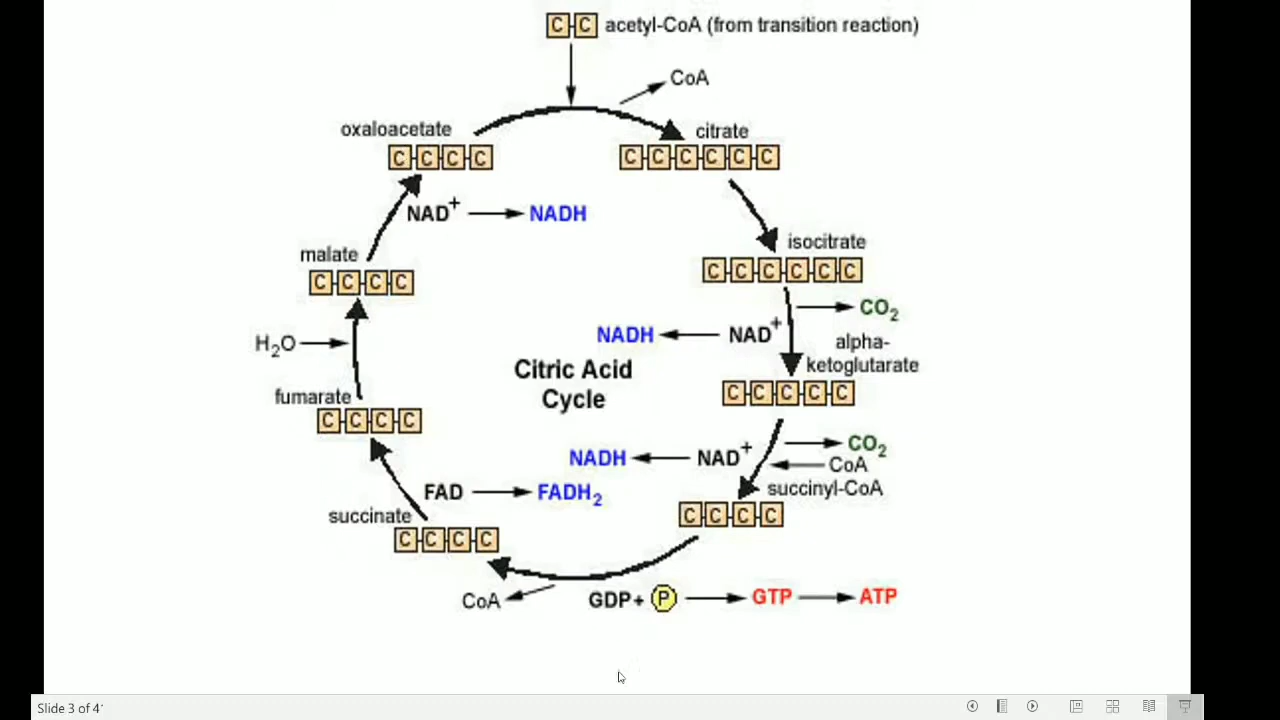 C C acetyl-CoA (from transition reaction)
CoA
oxaloacetate
C C C C
citrate
C C C C C C
NAD+ NADH
malate
C C C C
isocitrate
C C C C C C
CO2
NADH NAD+
alpha-
ketoglutarate
C C C C C
H2O
Citric Acid
Cycle
fumarate
C C C C
CO2
NADH NAD+
CoA
succinyl-CoA
C C C C
FAD FADH2
succinate
C C C C
CoA
GDP+ P GTP ATP
Slide 3 of 4